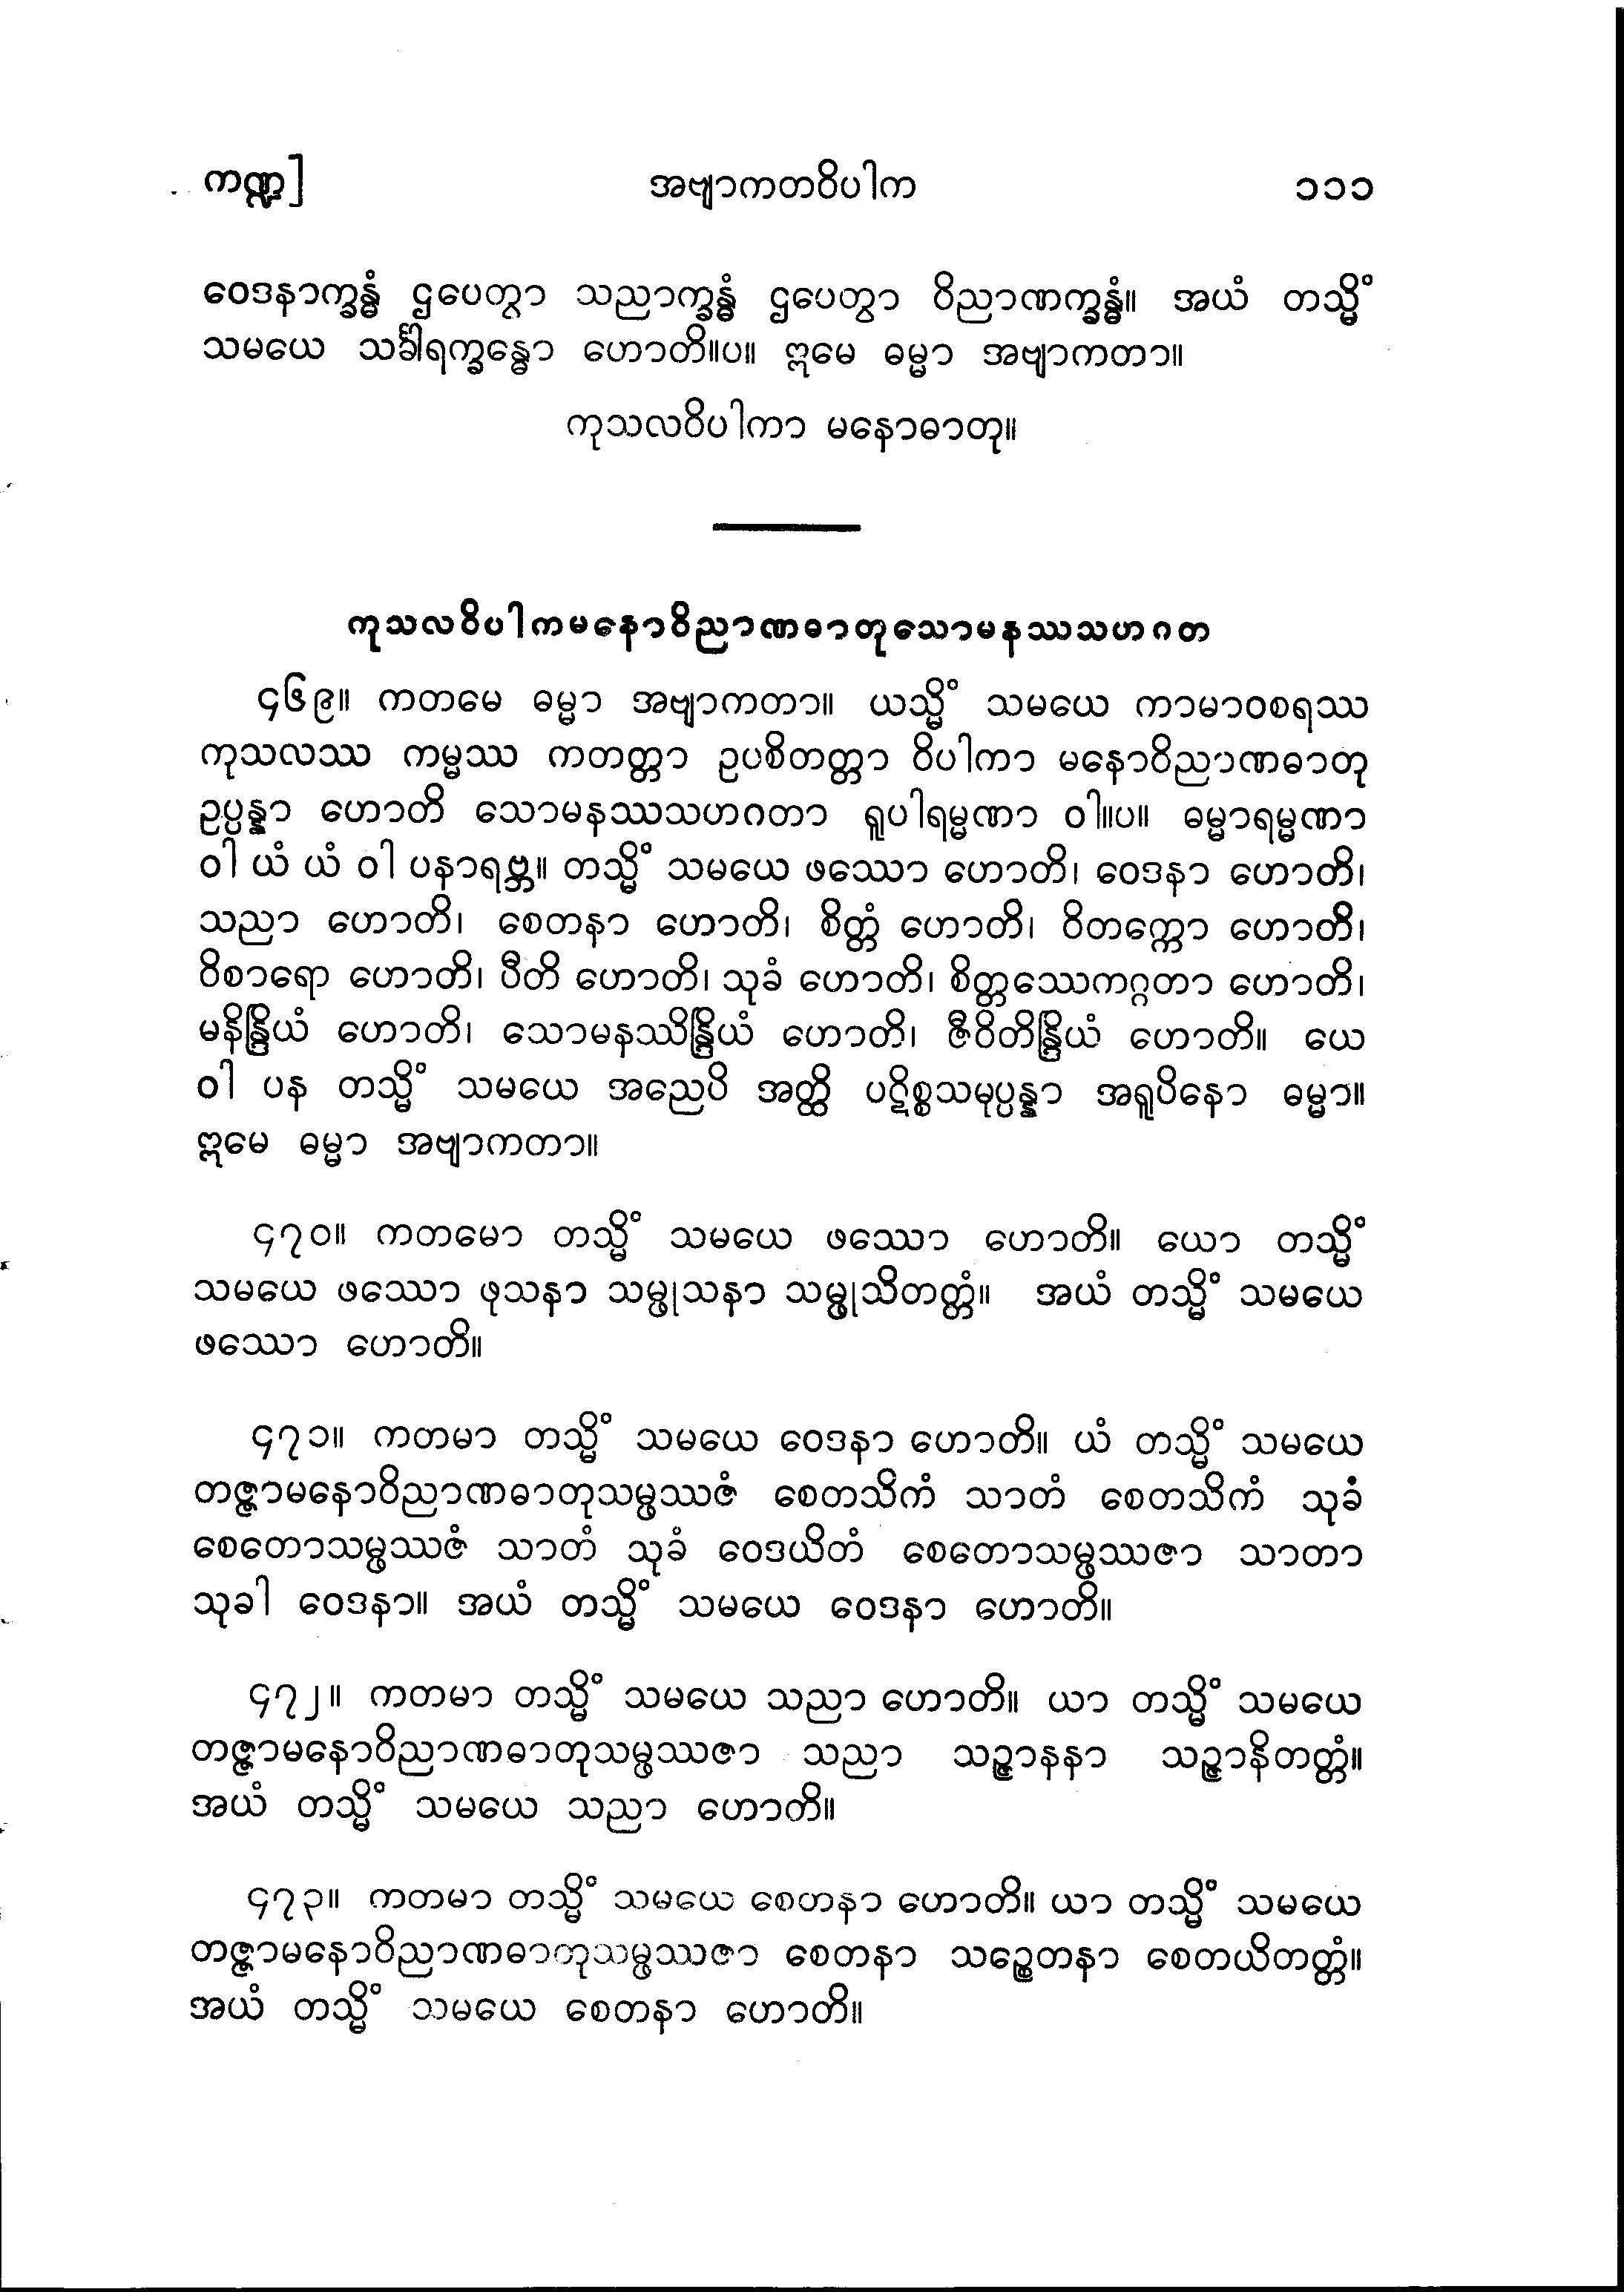 ကဏ္ဍ] အဗျာကတဝိပါက ၁၁၁
ဝေဒနာက္ခန္ဓံ ဌပေတွာ သညာက္ခန္ဓံ ဌပေတွာ ဝိညာဏက္ခန္ဓံ။ အယံ တသ္မိံ
သမယေ သင်္ခါရက္ခန္ဓော ဟောတိ။ပ။ ဣမေ ဓမ္မာ အဗျာကတာ။
ကုသလဝိပါကာ မနောဓာတု။
ကုသလဝိပါကမနောဝိညာဏဓာတုသောမနဿသဟဂတ
၄၆၉။ ကတမေ ဓမ္မာ အဗျာကတာ။ ယသ္မိံ သမယေ ကာမာဝစရဿ
ကုသလဿ ကမ္မဿ ကတတ္တာ ဥပစိတတ္တာ ဝိပါကာ မနောဝိညာဏဓာတု
ဥပ္ပန္နာ ဟောတိ သောမနဿသဟဂတာ ရူပါရမ္မဏာ ဝါ။ပ။ ဓမ္မာရမ္မဏာ
ဝါ ယံ ယံ ဝါ ပနာရဗ္ဘ။ တသ္မိံ သမယေ ဖဿော ဟောတိ၊ ဝေဒနာ ဟောတိ၊
သညာ ဟောတိ၊ စေတနာ ဟောတိ၊ စိတ္တံ ဟောတိ၊ ဝိတက္ကော ဟောတိ၊
ဝိစာရော ဟောတိ၊ ပီတိ ဟောတိ၊ သုခံ ဟောတိ၊ စိတ္တဿေကဂ္ဂတာ ဟောတိ၊
မနိန္ဒြိယံ ဟောတိ၊ သောမနဿိန္ဒြိယံ ဟောတိ၊ ဇီဝိတိန္ဒြိယံ ဟောတိ။ ယေ
ဝါ ပန တသ္မိံ သမယေ အညေပိ အတ္ထိ ပဋိစ္စသမုပ္ပန္နာ အရူပိနော ဓမ္မာ။
ဣမေ ဓမ္မာ အဗျာကတာ။
၄၇၀။ ကတမော တသ္မိံ သမယေ ဖဿော ဟောတိ။ ယော တသ္မိံ
သမယေ ဖဿော ဖုသနာ သမ္ဖုသနာ သမ္ဖုသိတတ္တံ။ အယံ တသ္မိံ သမယေ
ဖဿော ဟောတိ။
၄၇၁။ ကတမာ တသ္မိံ သမယေ ဝေဒနာ ဟောတိ။ ယံ တသ္မိံ သမယေ
တဇ္ဇာမနောဝိညာဏဓာတုသမ္ဖဿဇံ စေတသိကံ သာတံ စေတသိကံ သုခံ
စေတောသမ္ဖဿဇံ သာတံ သုခံ ဝေဒယိတံ စေတောသမ္ဖဿဇာ သာတာ
သုခါ ဝေဒနာ။ အယံ တသ္မိံ သမယေ ဝေဒနာ ဟောတိ။
၄၇၂။ ကတမာ တသ္မိံ သမယေ သညာ ဟောတိ။ ယာ တသ္မိံ သမယေ
တဇ္ဇာမနောဝိညာဏဓာတုသမ္ဖဿဇာ သညာ သဉ္ဇာနနာ သဉ္ဇာနိတတ္တံ။
အယံ တသ္မိံ သမယေ သညာ ဟောတိ။
၄၇၃။ ကတမာ တသ္မိံ သမယေ စေတနာ ဟောတိ။ ယာ တသ္မိံ သမယေ
တဇ္ဇာမနောဝိညာဏဓာတုသမ္ဖဿဇာ စေတနာ သဉ္စေတနာ စေတယိတတ္တံ။
အယံ တသ္မိံ သမယေ စေတနာ ဟောတိ။